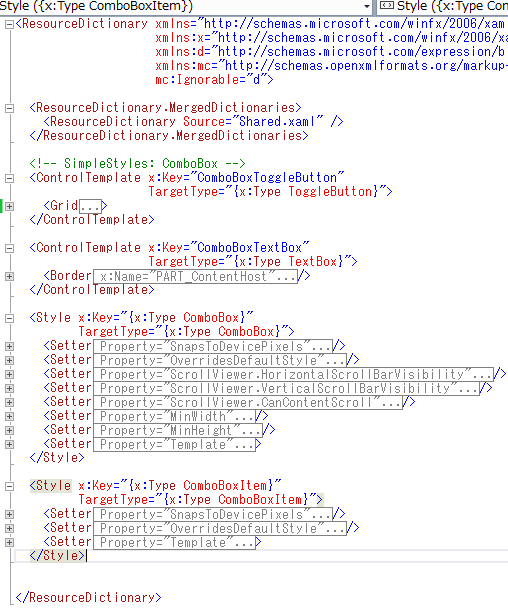 Style ({x:Type ComboBoxItem}) Style ({x:Type Com
<ResourceDictionary xmlns="http://schemas.microsoft.com/winfx/2006/xam
xmlns:x="http://schemas.microsoft.com/winfx/2006/xa
xmlns:d="http://schemas.microsoft.com/expression/b
xmlns:mc="http://schemas.openxmlformats.org/markup-
mc:Ignorable="d">
<ResourceDictionary.MergedDictionaries>
<ResourceDictionary Source="Shared.xaml" />
</ResourceDictionary.MergedDictionaries>
<!-- SimpleStyles: ComboBox -->
<ControlTemplate x:Key="ComboBoxToggleButton"
TargetType="{x:Type ToggleButton}">
<Grid...>
</ControlTemplate>
<ControlTemplate x:Key="ComboBoxTextBox"
TargetType="{x:Type TextBox}">
<Border x:Name="PART_ContentHost".../>
</ControlTemplate>
<Style x:Key="{x:Type ComboBox}"
TargetType="{x:Type ComboBox}">
<Setter Property="SnapsToDevicePixels".../>
<Setter Property="OverridesDefaultStyle".../>
<Setter Property="ScrollViewer.HorizontalScrollBarVisibility".../>
<Setter Property="ScrollViewer.VerticalScrollBarVisibility".../>
<Setter Property="ScrollViewer.CanContentScroll".../>
<Setter Property="MinWidth".../>
<Setter Property="MinHeight".../>
<Setter Property="Template"...>
</Style>
<Style x:Key="{x:Type ComboBoxItem}"
TargetType="{x:Type ComboBoxItem}">
<Setter Property="SnapsToDevicePixels".../>
<Setter Property="OverridesDefaultStyle".../>
<Setter Property="Template"...>
</Style>
</ResourceDictionary>